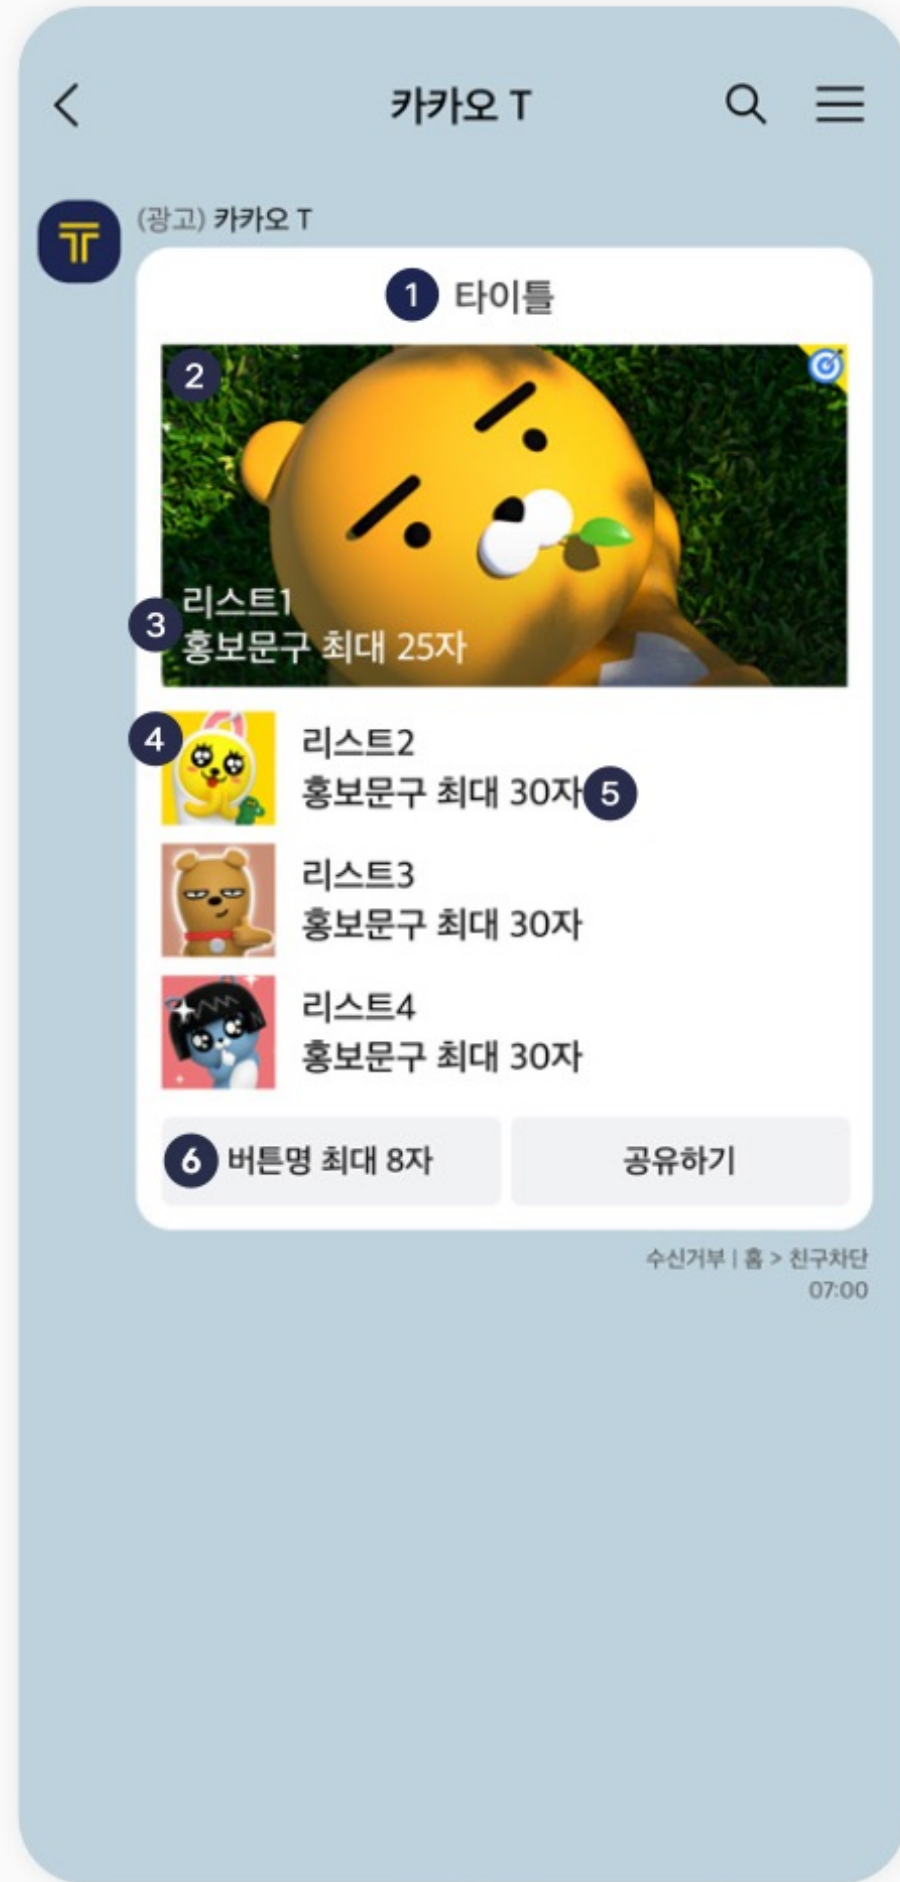 카카오 T
(광고) 카카오 T
1 타이틀
2
리스트1
3 홍보문구 최대 25자
4 리스트2
홍보문구 최대 30자 5
리스트3
홍보문구 최대 30자
리스트4
홍보문구 최대 30자
6 버튼명 최대 8자 공유하기
수신거부 | 홈 > 친구차단
07:00